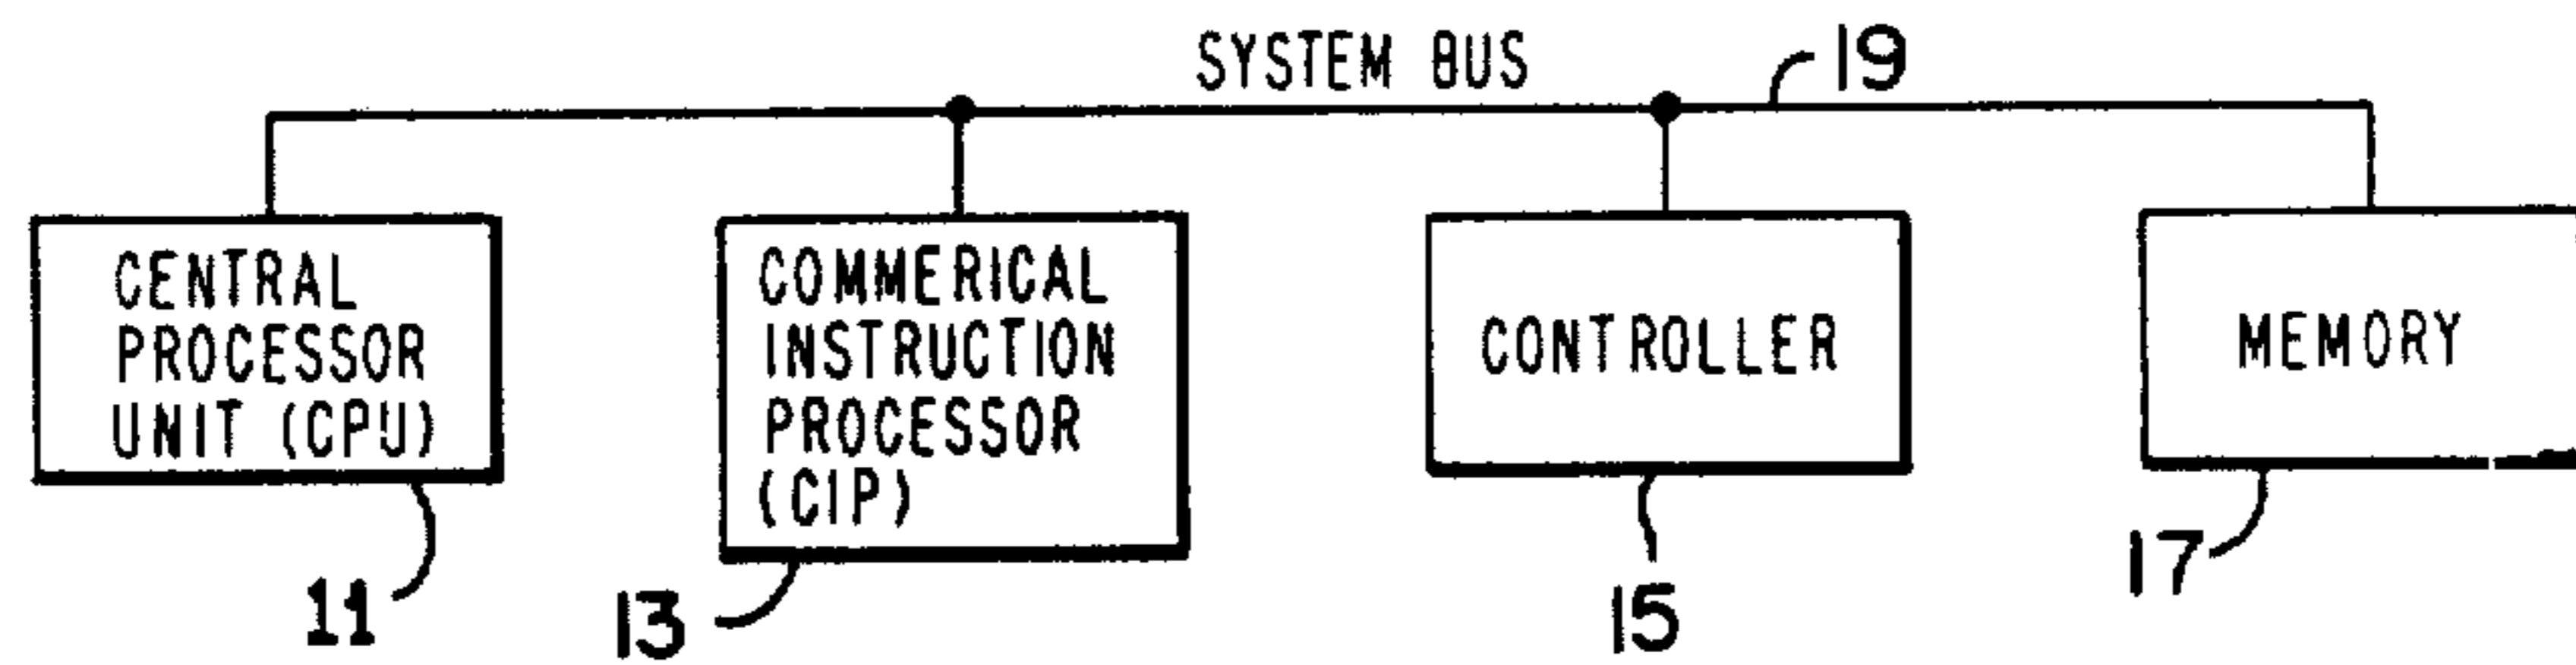 SYSTEM BUS
19
CENTRAL
PROCESSOR
UNIT (CPU)
11
COMMERICAL
INSTRUCTION
PROCESSOR
(CIP)
13
CONTROLLER
15
MEMORY
17